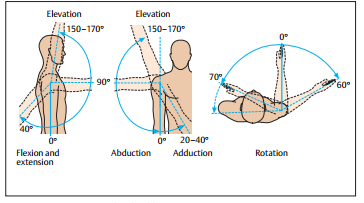 Elevation
150–170°
90°
40°
0°
Flexion and
extension
Elevation
150–170°
0°
20–40°
Abduction
Adduction
0°
70°
60°
Rotation